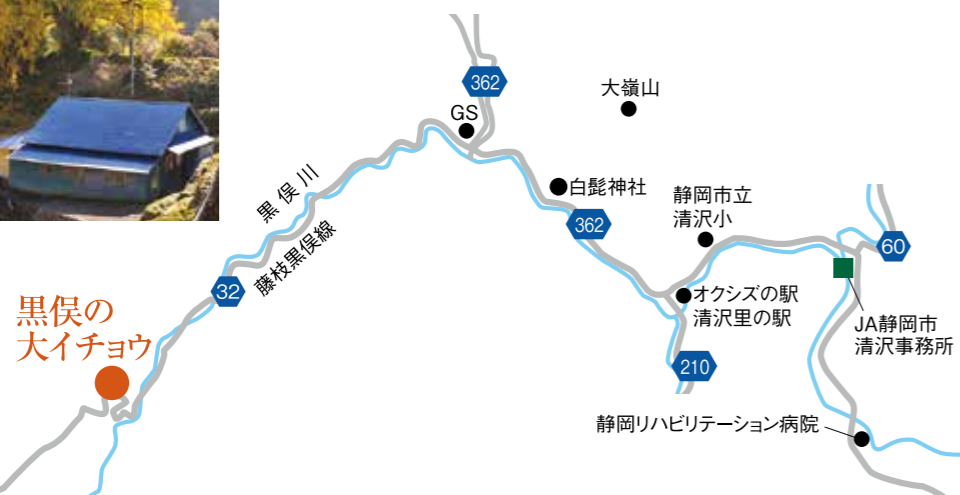 362
大嶺山
GS
白髭神社
黒俣川
静岡市立
清沢小
362
60
藤枝黒俣線
32
オクシズの駅
清沢里の駅
黒俣の
大イチョウ
JA静岡市
清沢事務所
210
静岡リハビリテーション病院